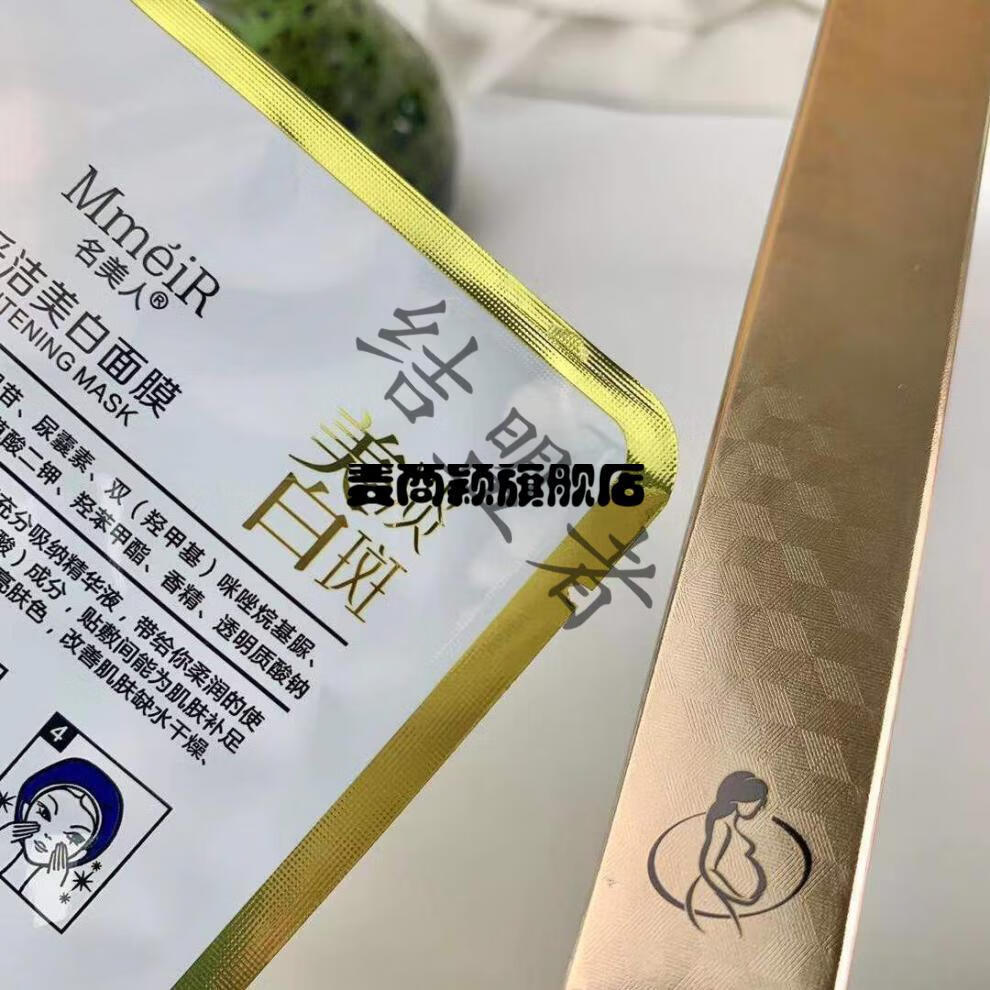 MméiR
名美人®
洁美白面膜
TENING MASK
苷、尿囊素、双（羟甲基）咪唑烷基脲、
酸二钾、羟苯甲酯、香精、透明质酸钠
充分吸纳精华液，带给你柔润的使
酸）成分，贴敷间能为肌肤补足
亮肤色，改善肌肤缺水干燥、
4
美
白
斑
麦商颖旗舰店
结
者